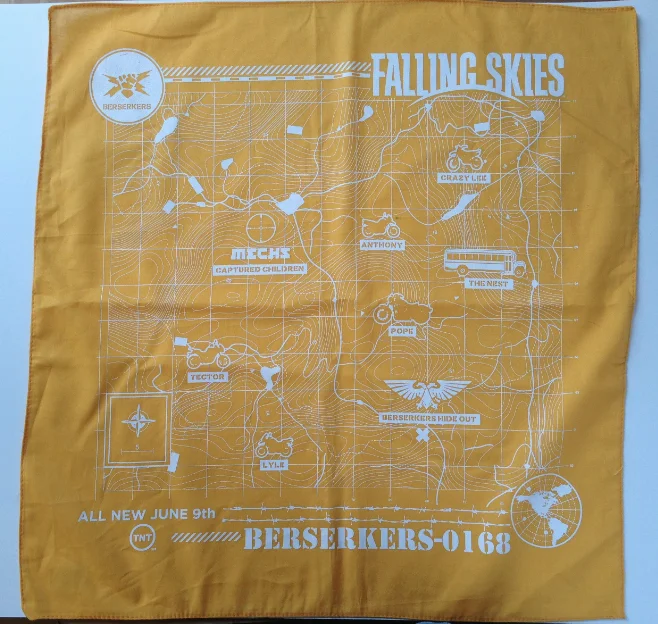 BERSERKERS
FALLING SKIES
CRAZY LEE
ANTHONY
MECHS
CAPTURED CHILDREN
THE NEST
POPE
TECTOR
BERSERKERS HIDE OUT
LYLE
ALL NEW JUNE 9th
TNT
BERSERKERS-0168